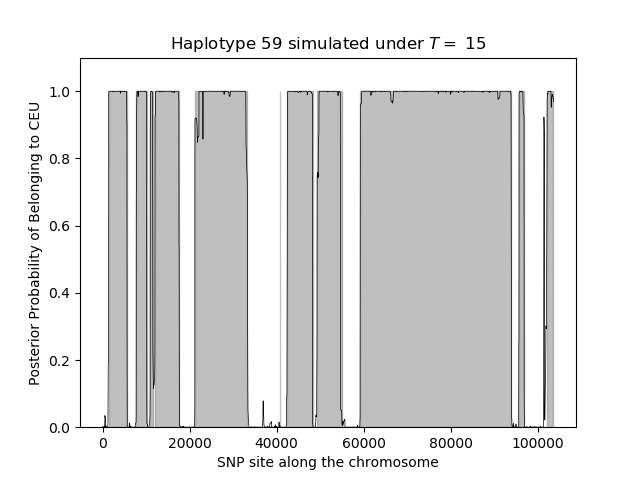 Haplotype 59 simulated under T = 15
Posterior Probability of Belonging to CEU
1.0
0.8
0.6
0.4
0.2
0.0
0 20000 40000 60000 80000 100000
SNP site along the chromosome